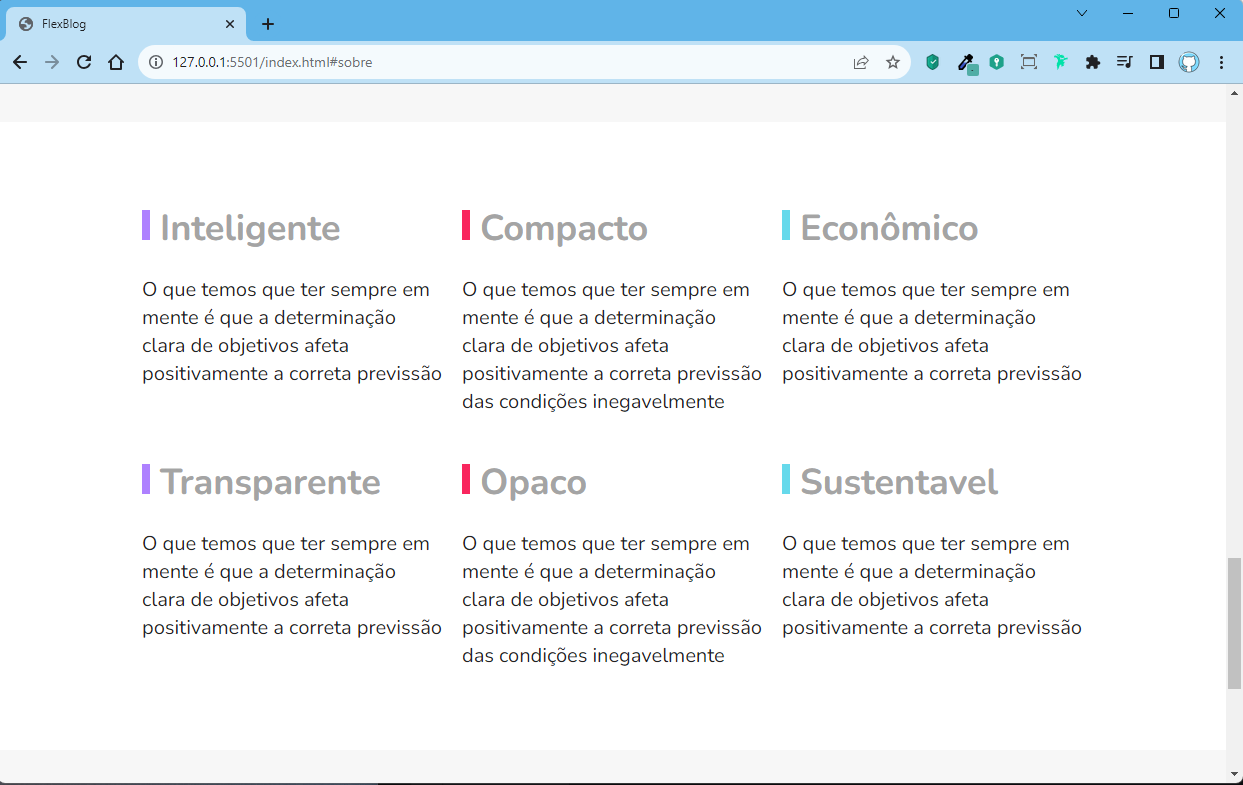 FlexBlog
127.0.0.1:5501/index.html#sobre
Inteligente
O que temos que ter sempre em
mente é que a determinação
clara de objetivos afeta
positivamente a correta previssão
Compacto
O que temos que ter sempre em
mente é que a determinação
clara de objetivos afeta
positivamente a correta previssão
das condições inegavelmente
Econômico
O que temos que ter sempre em
mente é que a determinação
clara de objetivos afeta
positivamente a correta previssão
Transparente
O que temos que ter sempre em
mente é que a determinação
clara de objetivos afeta
positivamente a correta previssão
Opaco
O que temos que ter sempre em
mente é que a determinação
clara de objetivos afeta
positivamente a correta previssão
das condições inegavelmente
Sustentavel
O que temos que ter sempre em
mente é que a determinação
clara de objetivos afeta
positivamente a correta previssão